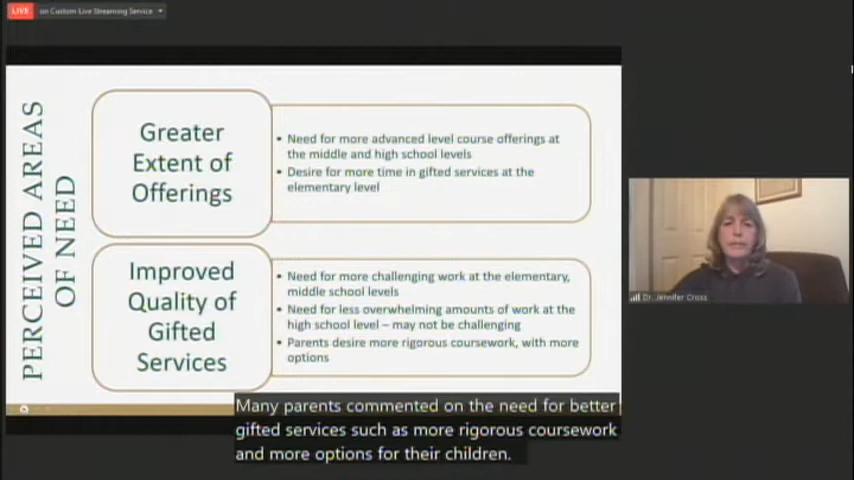 LIVE on Custom Live Streaming Service
PERCEIVED AREAS
OF NEED
Greater
Extent of
Offerings
• Need for more advanced level course offerings at
the middle and high school levels
• Desire for more time in gifted services at the
elementary level
Improved
Quality of
Gifted
Services
• Need for more challenging work at the elementary,
middle school levels
• Need for less overwhelming amounts of work at the
high school level – may not be challenging
• Parents desire more rigorous coursework, with more
options
Dr. Jennifer Cross
Many parents commented on the need for better
gifted services such as more rigorous coursework
and more options for their children.